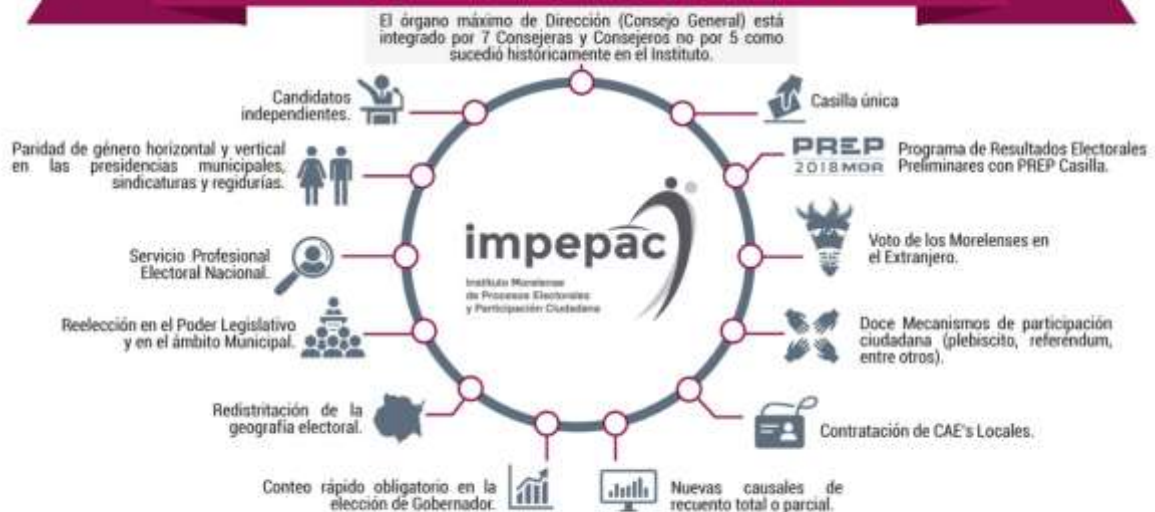 El órgano máximo de Dirección (Consejo General) está
integrado por 7 Consejeras y Consejeros no por 5 como
sucedió históricamente en el Instituto.
Candidatos
independientes.
Casilla única
Paridad de género horizontal y vertical
en las presidencias municipales,
sindicaturas y regidurías.
PREP
2018 MOR
Programa de Resultados Electorales
Preliminares con PREP Casilla.
impepac
Instituto Morelense
de Procesos Electorales
y Participación Ciudadana
Servicio Profesional
Electoral Nacional.
Voto de los Morelenses en
el Extranjero.
Reelección en el Poder Legislativo
y en el ámbito Municipal.
Doce Mecanismos de participación
ciudadana (plebiscito, referéndum,
entre otros).
Redistritación de la
geografía electoral.
Contratación de CAE's Locales.
Conteo rápido obligatorio en la
elección de Gobernador.
Nuevas causales de
recuento total o parcial.